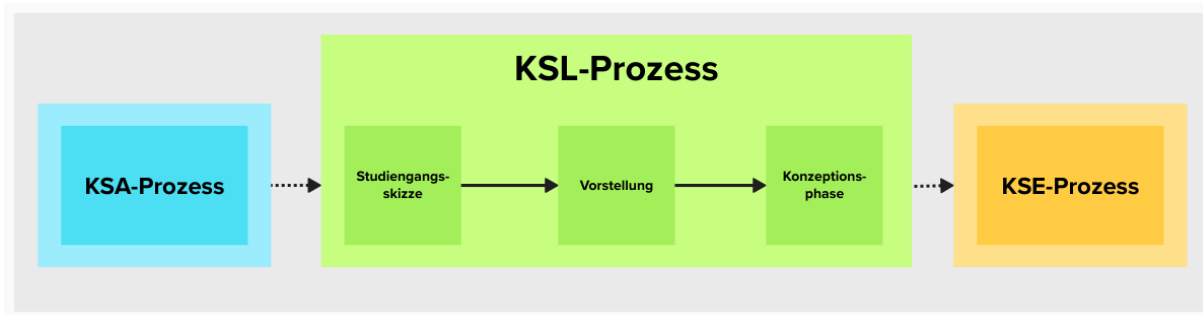 KSL-Prozess
KSA-Prozess
Studiengangs-
skizze
Vorstellung
Konzeptions-
phase
KSE-Prozess